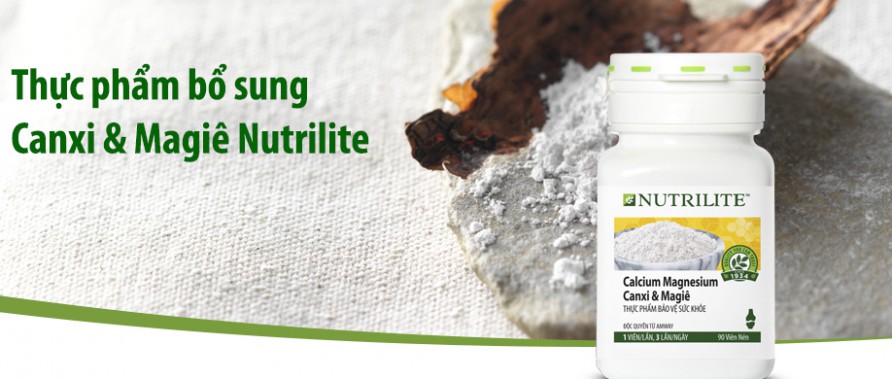 Thực phẩm bổ sung
Canxi & Magiê Nutrilite
NUTRILITE™
1934
Calcium Magnesium
Canxi & Magiê
THỰC PHẨM BẢO VỆ SỨC KHỎE
ĐỘC QUYỀN TỪ AMWAY
1 VIÊN/LẦN, 3 LẦN/NGÀY 90 Viên Nén